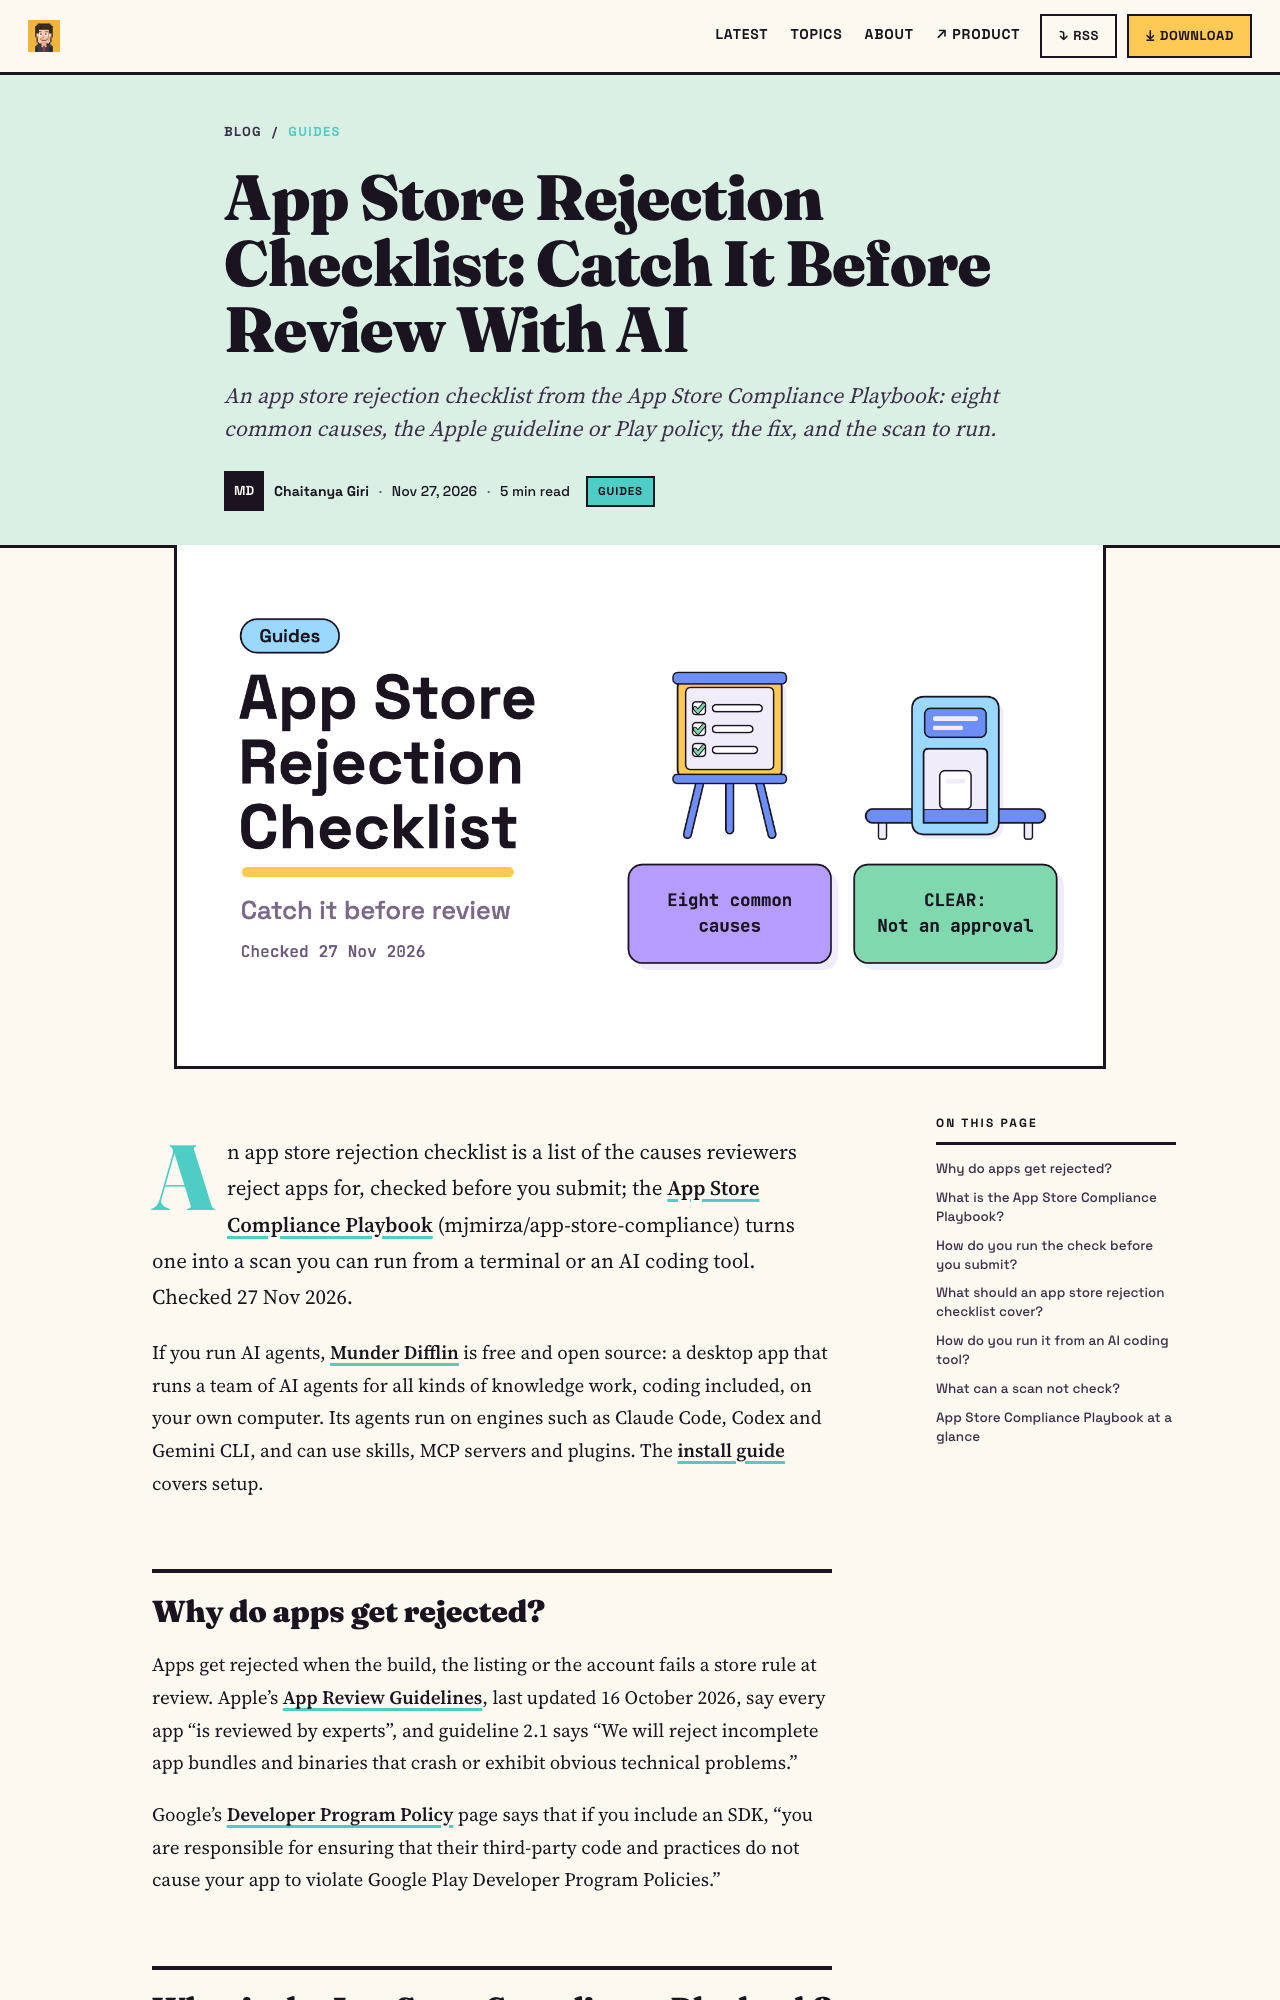 LATEST TOPICS ABOUT ↗ PRODUCT ⤵ RSS ⤓ DOWNLOAD
BLOG / GUIDES
App Store Rejection
Checklist: Catch It Before
Review With AI
An app store rejection checklist from the App Store Compliance Playbook: eight
common causes, the Apple guideline or Play policy, the fix, and the scan to run.
MD Chaitanya Giri · Nov 27, 2026 · 5 min read GUIDES
Guides
App Store
Rejection
Checklist
Catch it before review
Checked 27 Nov 2026
Eight common
causes
CLEAR:
Not an approval
An app store rejection checklist is a list of the causes reviewers
reject apps for, checked before you submit; the App Store
Compliance Playbook (mjmirza/app-store-compliance) turns
one into a scan you can run from a terminal or an AI coding tool.
Checked 27 Nov 2026.
If you run AI agents, Munder Difflin is free and open source: a desktop app that
runs a team of AI agents for all kinds of knowledge work, coding included, on
your own computer. Its agents run on engines such as Claude Code, Codex and
Gemini CLI, and can use skills, MCP servers and plugins. The install guide
covers setup.
Why do apps get rejected?
Apps get rejected when the build, the listing or the account fails a store rule at
review. Apple’s App Review Guidelines, last updated 16 October 2026, say every
app “is reviewed by experts”, and guideline 2.1 says “We will reject incomplete
app bundles and binaries that crash or exhibit obvious technical problems.”
Google’s Developer Program Policy page says that if you include an SDK, “you
are responsible for ensuring that their third-party code and practices do not
cause your app to violate Google Play Developer Program Policies.”
What is the App Store Compliance Playbook?
ON THIS PAGE
Why do apps get rejected?
What is the App Store Compliance
Playbook?
How do you run the check before
you submit?
What should an app store rejection
checklist cover?
How do you run it from an AI coding
tool?
What can a scan not check?
App Store Compliance Playbook at a
glance